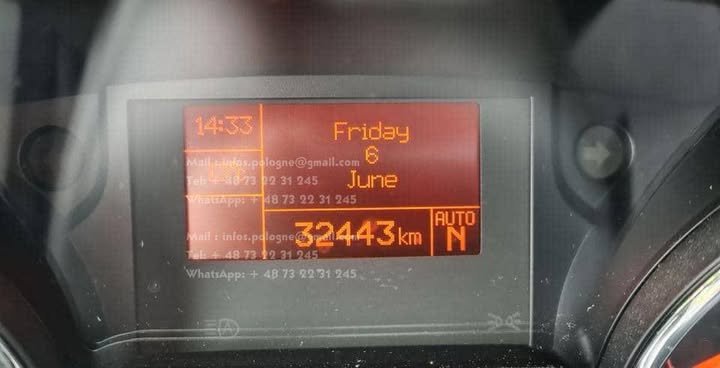 14:33
Friday
6
June
32443 km
AUTO
N
Mail : infos.pologne@gmail.com
Tel: + 48 73 22 31 245
WhatsApp: + 48 73 22 31 245
Mail : infos.pologne@gmail.com
Tel: + 48 73 22 31 245
WhatsApp: + 48 73 22 31 245